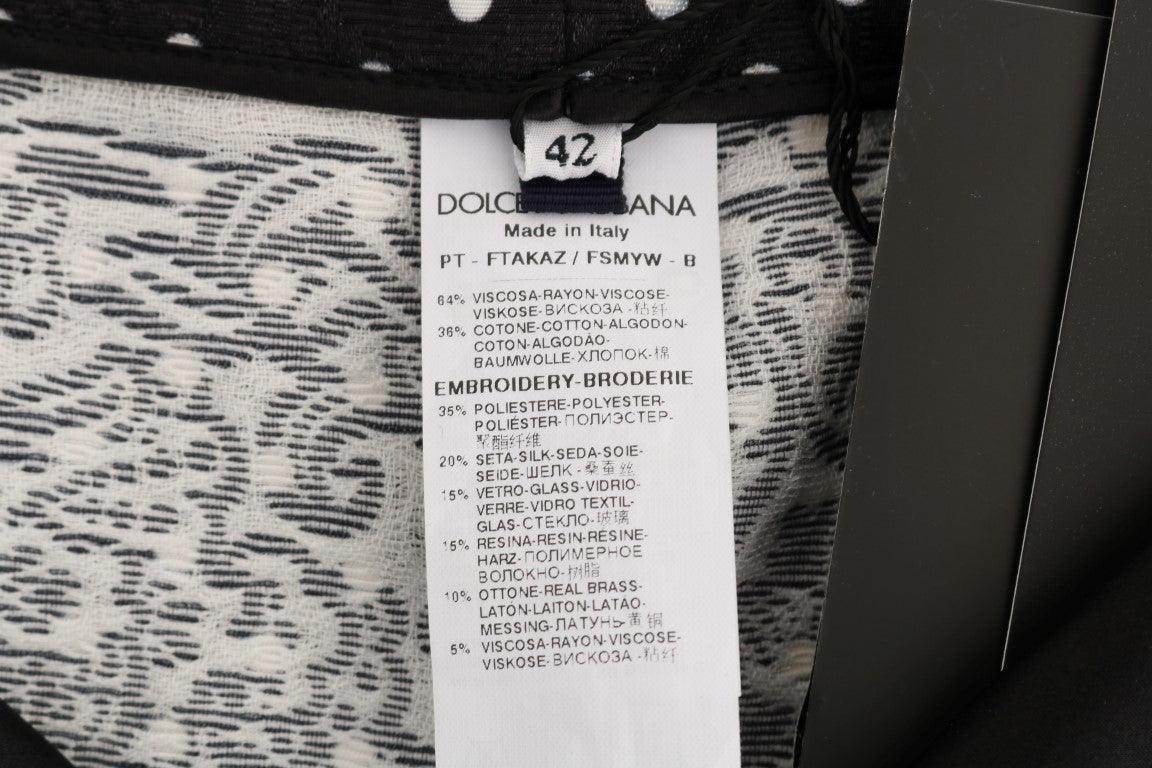 42
DOLCE BANA
Made in Italy
PT - FTAKAZ / FSMYW - B
64% VISCOSA-RAYON-VISCOSE-
VISKOSE-ВИСКОЗА-粘纤
36% COTONE-COTTON-ALGODON-
COTON-ALGODÃO-
BAUMWOLLE-ХЛОПОК-棉
EMBROIDERY-BRODERIE
35% POLIESTERE-POLYESTER-
POLIÉSTER-ПОЛИЭСТЕР-
聚酯纤维
20% SETA-SILK-SEDA-SOIE-
SEIDE-ШЕЛК-桑蚕丝
15% VETRO-GLASS-VIDRIO-
VERRE-VIDRO TEXTIL-
GLAS-СТЕКЛО-玻璃
15% RESINA-RESIN-RÉSINE-
HARZ-ПОЛИМЕРНОЕ
ВОЛОКНО-树脂
10% OTTONE-REAL BRASS-
LATÓN-LAITON-LATAO-
MESSING-ЛАТУНЬ-黄铜
5% VISCOSA-RAYON-VISCOSE-
VISKOSE-ВИСКОЗА-粘纤